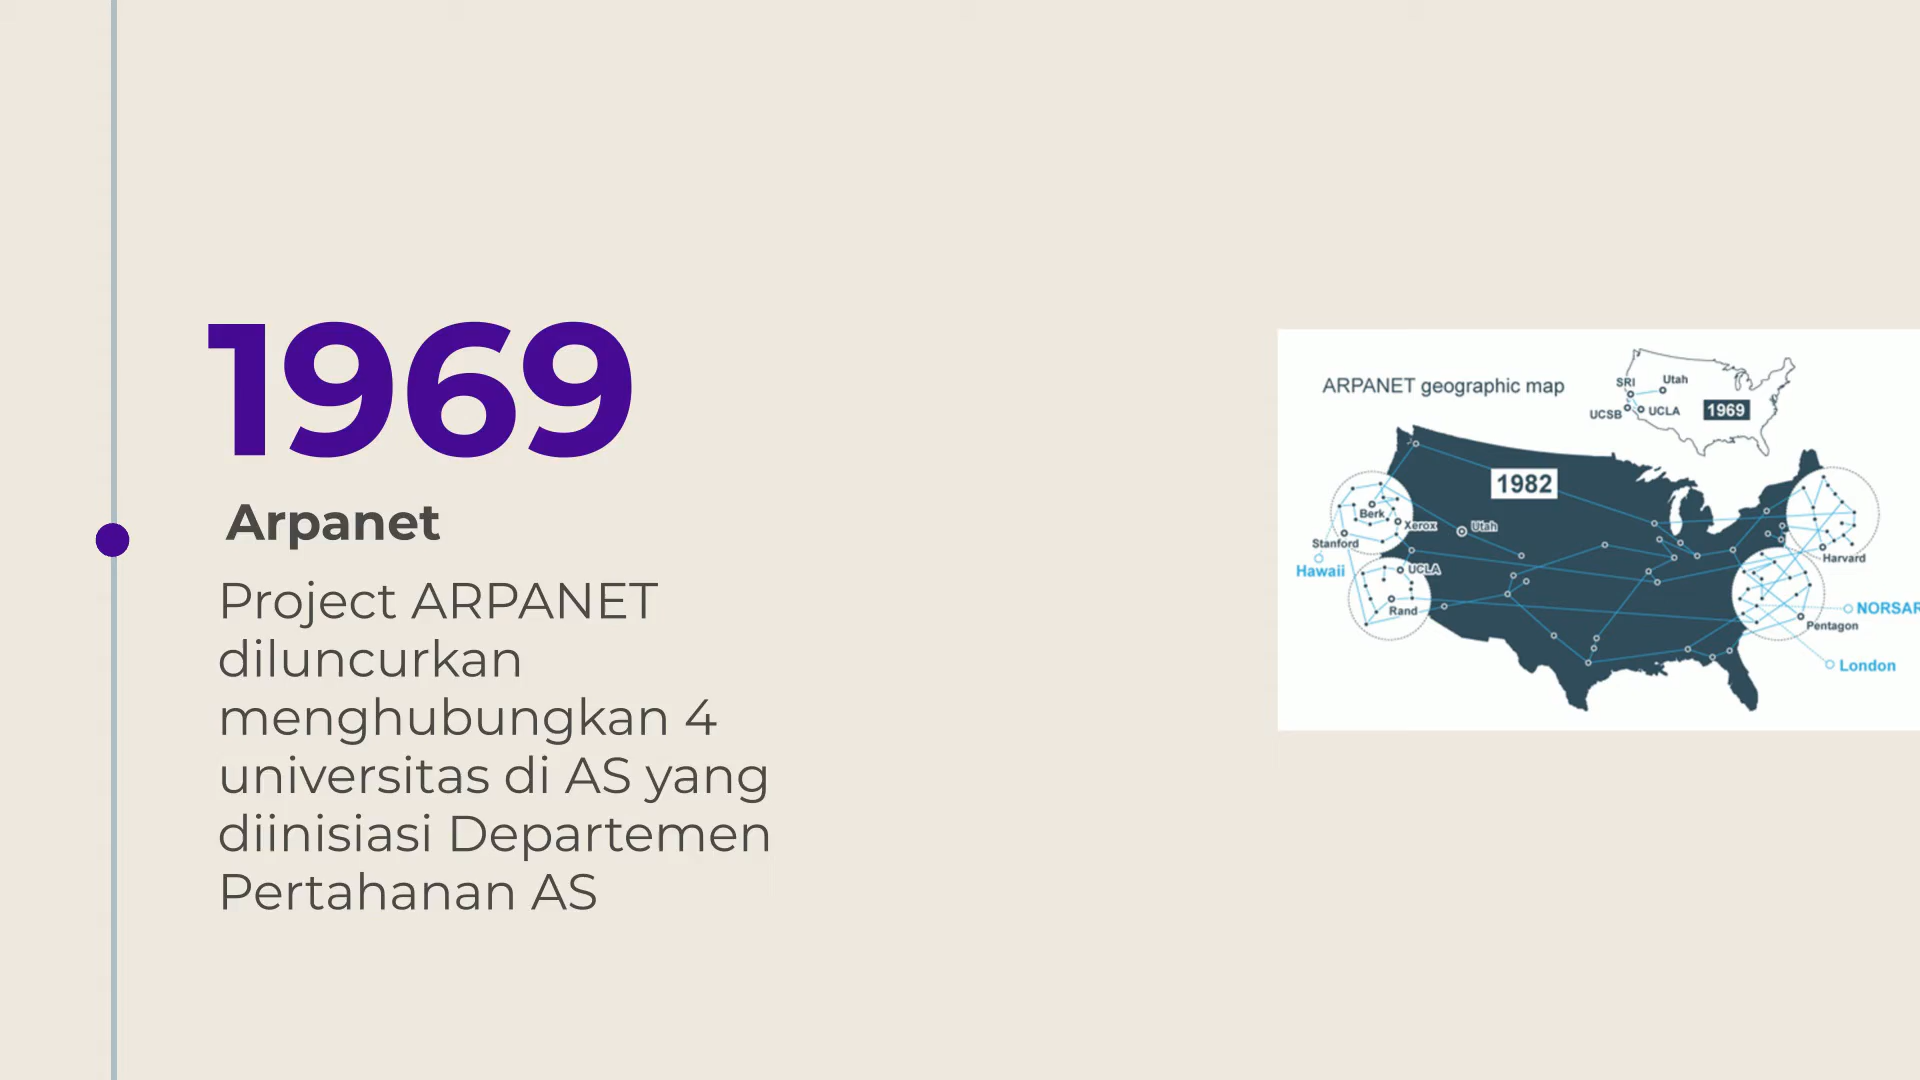 1969
Arpanet
Project ARPANET
diluncurkan
menghubungkan 4
universitas di AS yang
diinisiasi Departemen
Pertahanan AS
ARPANET geographic map
SRI
Utah
UCSB
UCLA
1969
1982
Berk
Xerox
Utah
Stanford
Hawaii
UCLA
Rand
Harvard
NORSAR
Pentagon
London